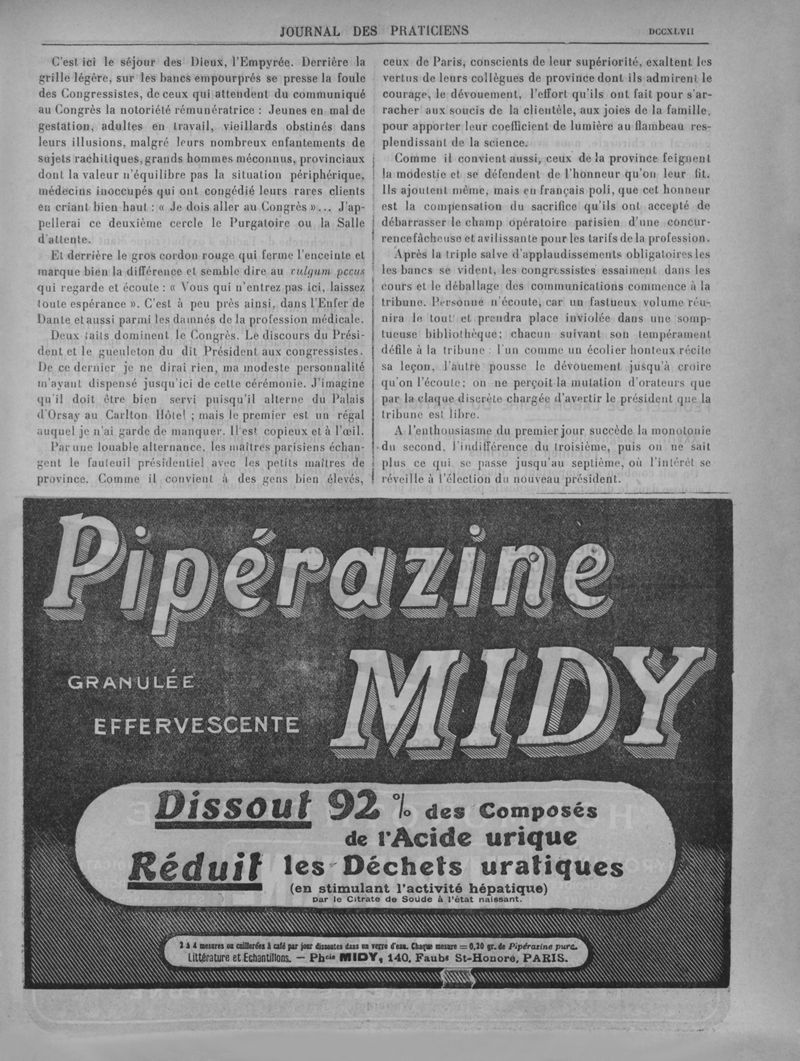 JOURNAL DES PRATICIENS
DCCXLVII
C'est ici le séjour des Dieux, l'Empyrée. Derrière la
grille légère, sur les bancs empourprés se presse la foule
des Congressistes, de ceux qui attendent du communiqué
au Congrès la notoriété rémunératrice : Jeunes en mal de
gestation, adultes en travail, vieillards obstinés dans
leurs illusions, malgré leurs nombreux enfantements de
sujets rachitiques, grands hommes méconnus, provinciaux
dont la valeur n'équilibre pas la situation périphérique,
médecins inoccupés qui ont congédié leurs rares clients
en criant bien haut : « Je dois aller au Congrès »... J'ap-
pellerai ce deuxième cercle le Purgatoire ou la Salle
d'attente.
Et derrière le gros cordon rouge qui ferme l'enceinte et
marque bien la différence et semble dire au vulgum pecus
qui regarde et écoute : « Vous qui n'entrez pas ici, laissez
toute espérance ». C'est à peu près ainsi, dans l'Enfer de
Dante et aussi parmi les damnés de la profession médicale.
Deux faits dominent le Congrès. Le discours du Prési-
dent et le gueuleton du dit Président aux congressistes.
De ce dernier je ne dirai rien, ma modeste personnalité
m'ayant dispensé jusqu'ici de cette cérémonie. J'imagine
qu'il doit être bien servi puisqu'il alterne du Palais
d'Orsay au Carlton Hôtel ; mais le premier est un régal
auquel je n'ai garde de manquer. Il est copieux et à l'œil.
Par une louable alternance, les maîtres parisiens échan-
gent le fauteuil présidentiel avec les petits maîtres de
province. Comme il convient à des gens bien élevés,
ceux de Paris, conscients de leur supériorité, exaltent les
vertus de leurs collègues de province dont ils admirent le
courage, le dévouement, l'effort qu'ils ont fait pour s'ar-
racher aux soucis de la clientèle, aux joies de la famille,
pour apporter leur coefficient de lumière au flambeau res-
plendissant de la science.
Comme il convient aussi, ceux de la province feignent
la modestie et se défendent de l'honneur qu'on leur fit.
Ils ajoutent même, mais en français poli, que cet honneur
est la compensation du sacrifice qu'ils ont accepté de
débarrasser le champ opératoire parisien d'une concur-
rence fâcheuse et avilissante pour les tarifs de la profession.
Après la triple salve d'applaudissements obligatoires les
les bancs se vident, les congressistes essaiment dans les
cours et le déballage des communications commence à la
tribune. Personne n'écoute, car un fastueux volume réu-
nira le tout et prendra place inviolée dans une somp-
tueuse bibliothèque; chacun suivant son tempérament
défile à la tribune : l'un comme un écolier honteux récite
sa leçon, l'autre pousse le dévouement jusqu'à croire
qu'on l'écoute; on ne perçoit la mutation d'orateurs que
par la claque discrète chargée d'avertir le président que la
tribune est libre.
A l'enthousiasme du premier jour succède la monotonie
du second, l'indifférence du troisième, puis on ne sait
plus ce qui se passe jusqu'au septième, où l'intérêt se
réveille à l'élection du nouveau président.
Pipérazine
MIDY
GRANULÉE
EFFERVESCENTE
Dissout 92 % des Composés
de l'Acide urique
Réduit les Déchets uratiques
(en stimulant l'activité hépatique)
par le Citrate de Soude à l'état naissant.
2 à 4 mesures ou cuillerées à café par jour dissoutes dans un verre d'eau. Chaque mesure = 0,20 gr. de Pipérazine pure.
Littérature et Echantillons. — Phcie MIDY, 140, Faubg St-Honoré, PARIS.